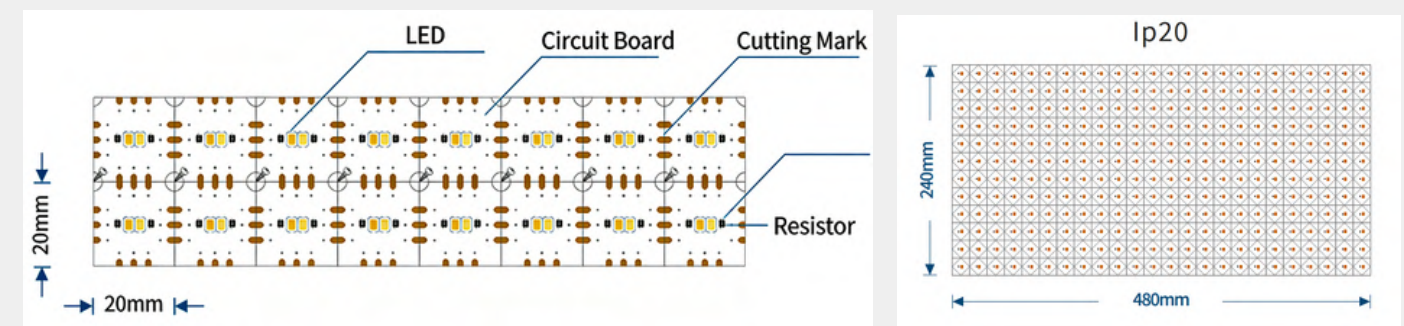 LED
Circuit Board
Cutting Mark
20mm
Resistor
20mm
Ip20
240mm
480mm